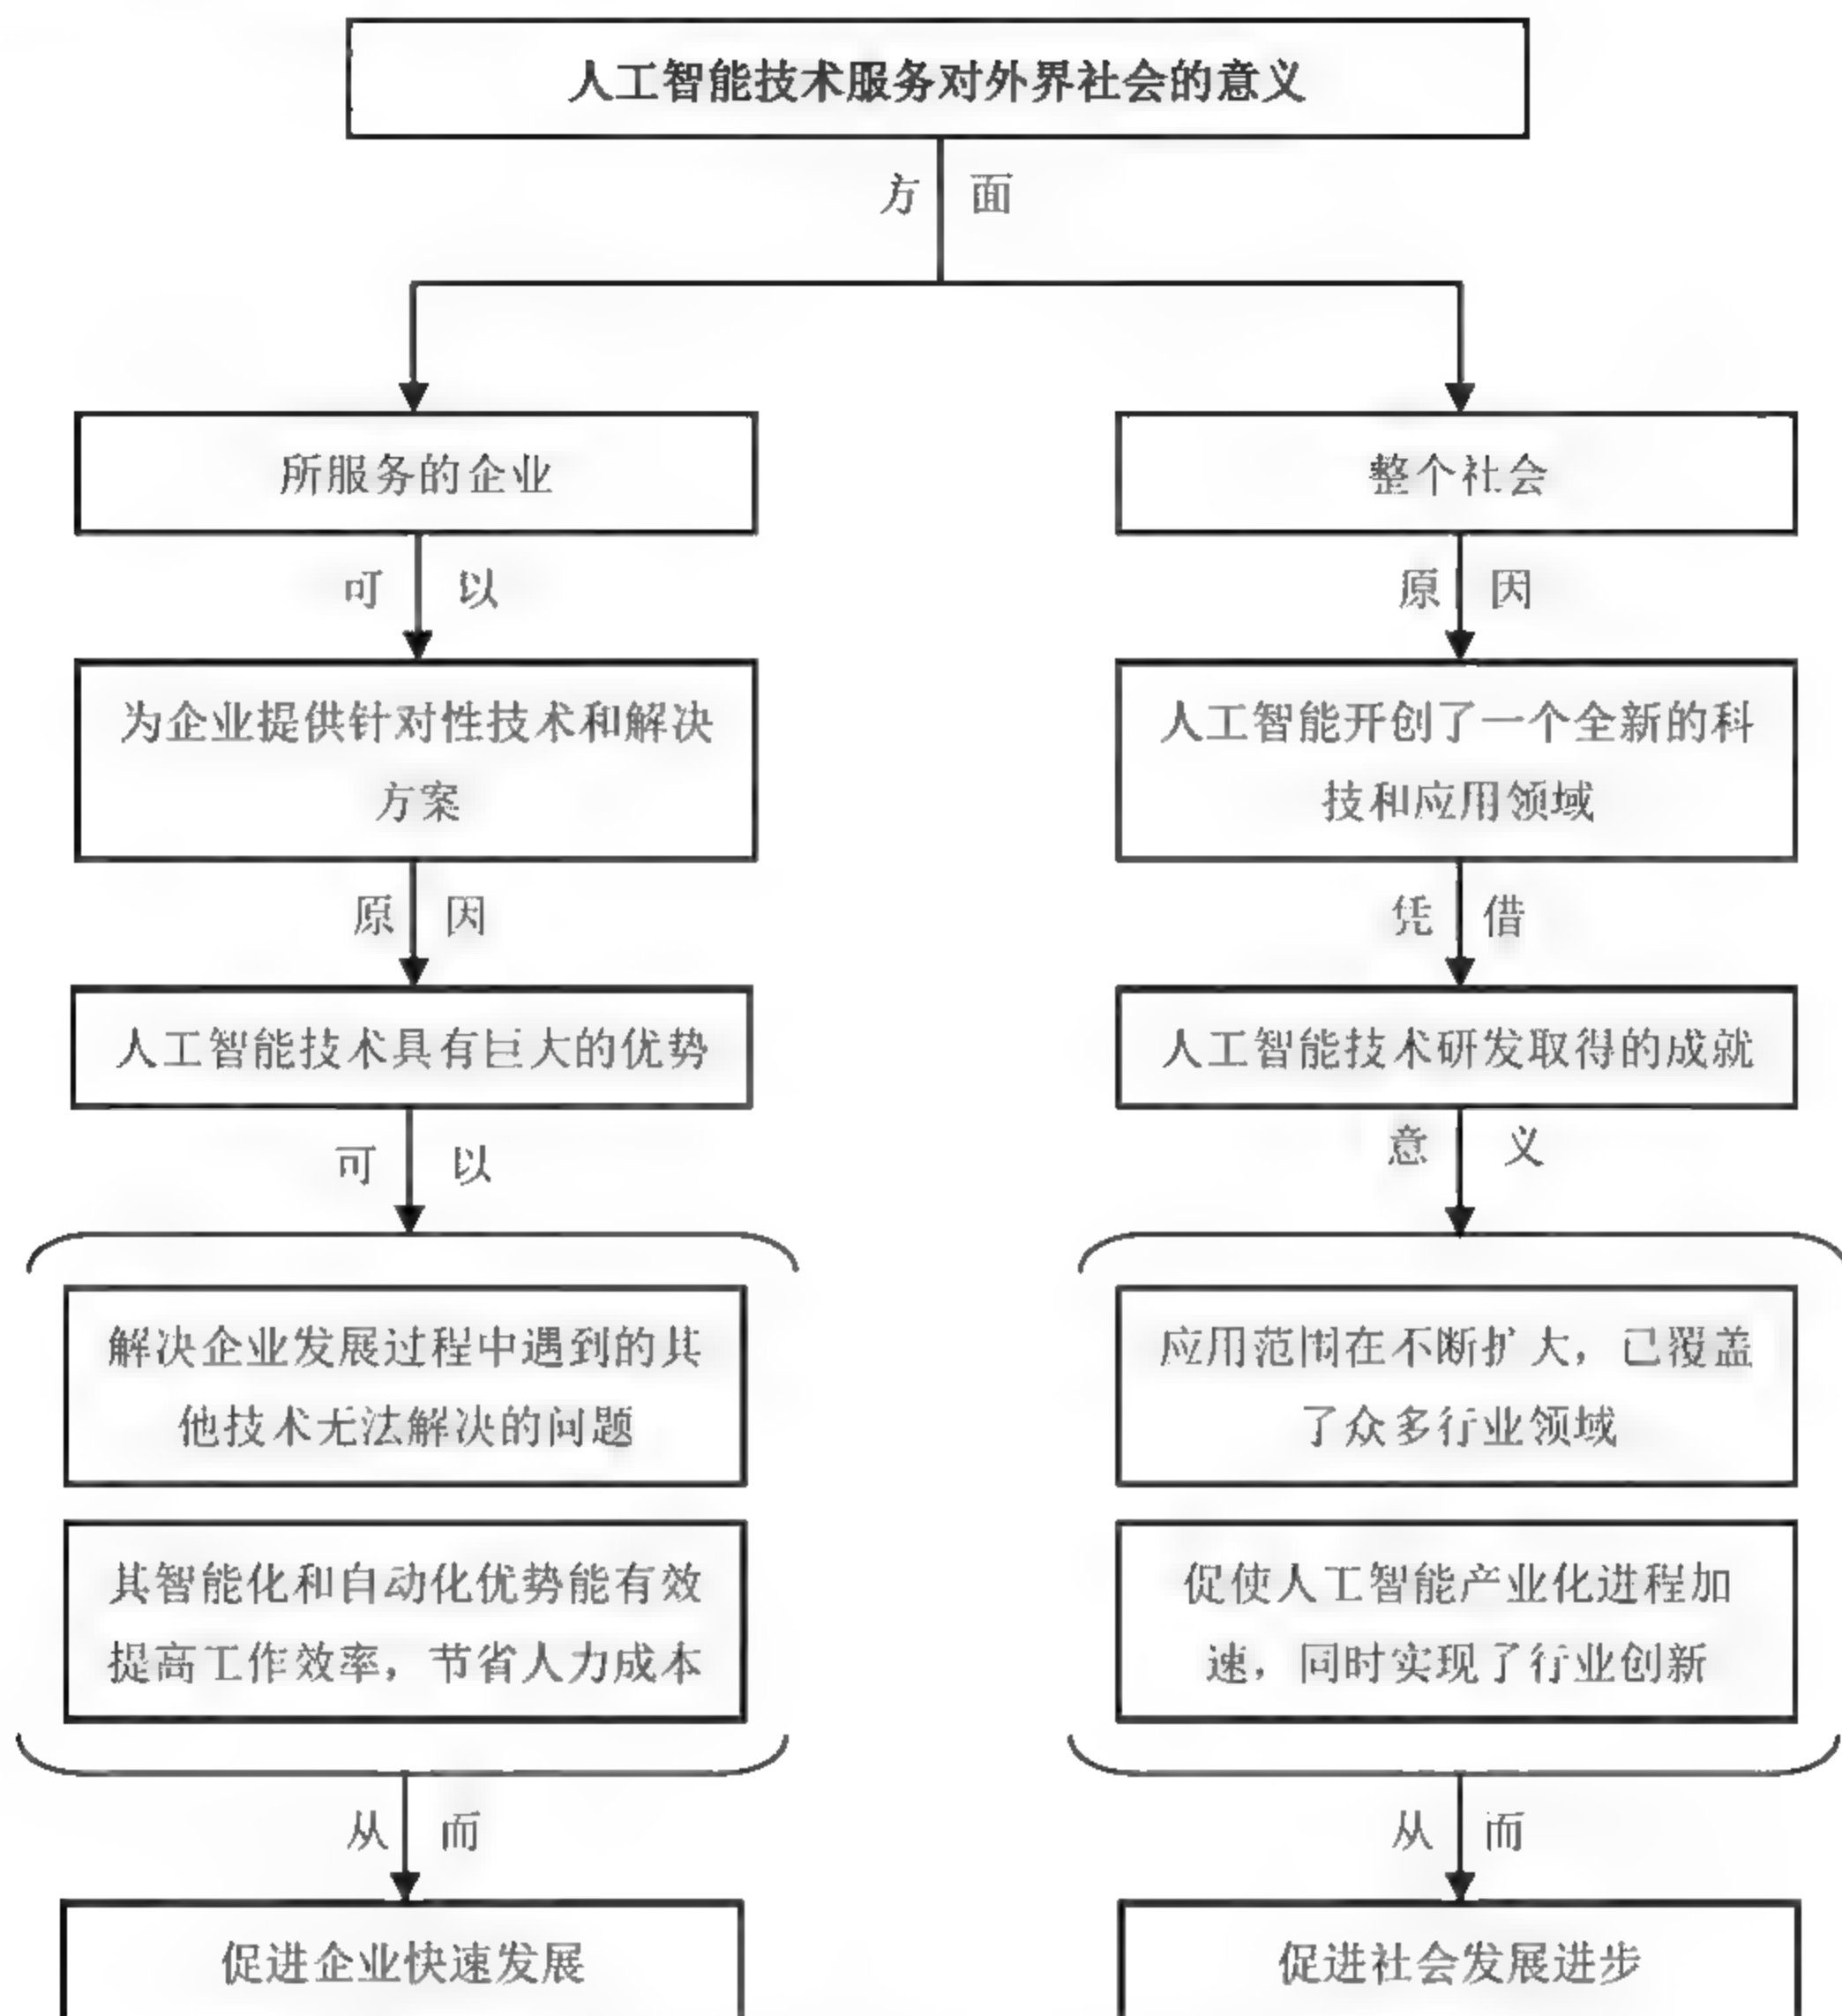 人工智能技术服务对外界社会的意义
方面
所服务的企业
可以
为企业提供针对性技术和解决
方案
原因
人工智能技术具有巨大的优势
可以
解决企业发展过程中遇到的其
他技术无法解决的问题
其智能化和自动化优势能有效
提高工作效率，节省人力成本
从而
促进企业快速发展
整个社会
原因
人工智能开创了一个全新的科
技和应用领域
凭借
人工智能技术研发取得的成就
意义
应用范围在不断扩大，已覆盖
了众多行业领域
促使人工智能产业化进程加
速，同时实现了行业创新
从而
促进社会发展进步